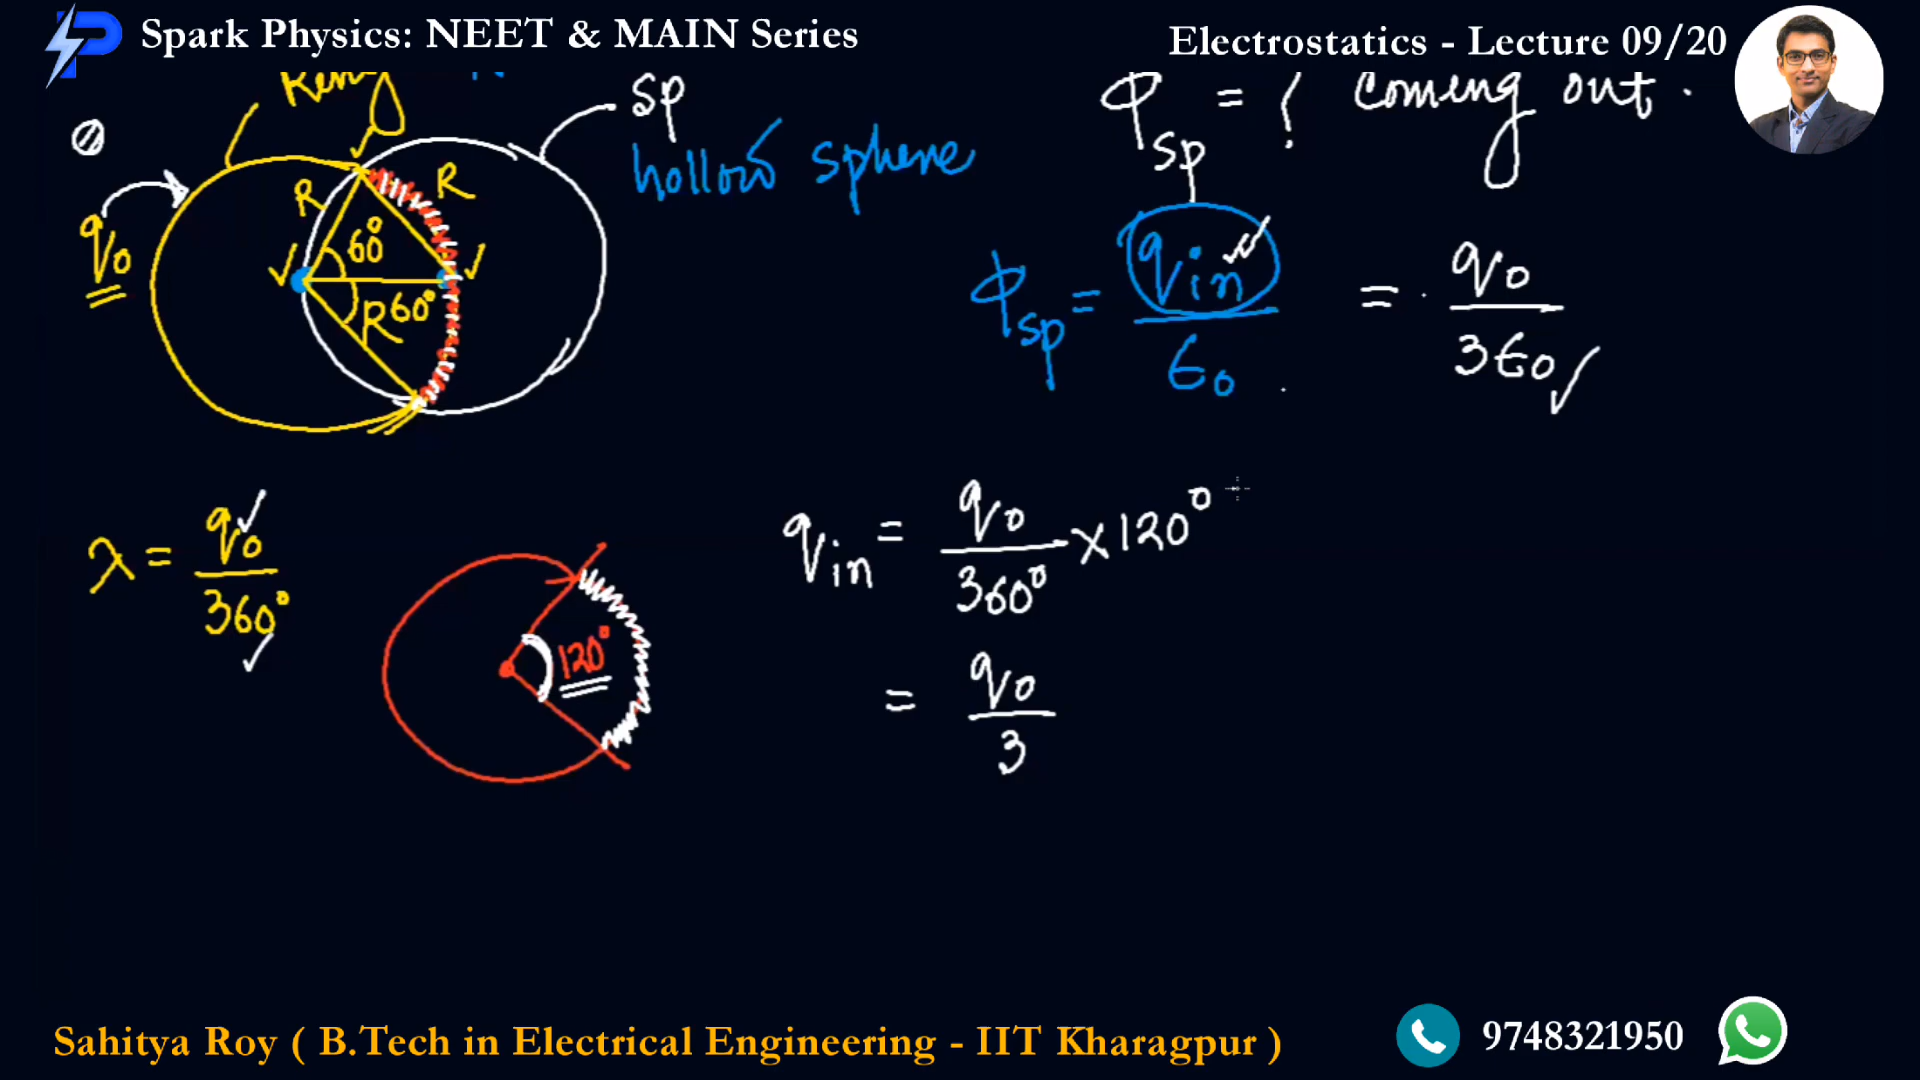 Spark Physics: NEET & MAIN Series
Electrostatics - Lecture 09/20
Ring
sp
hollow sphere
Φsp = ? coming out.
q₀
R
R
60°
R
60°
Φsp = qin / ϵ₀ = q₀ / 3ϵ₀
λ = q₀ / 360°
120°
qin = q₀ / 360° × 120°
= q₀ / 3
Sahitya Roy ( B.Tech in Electrical Engineering - IIT Kharagpur )
9748321950